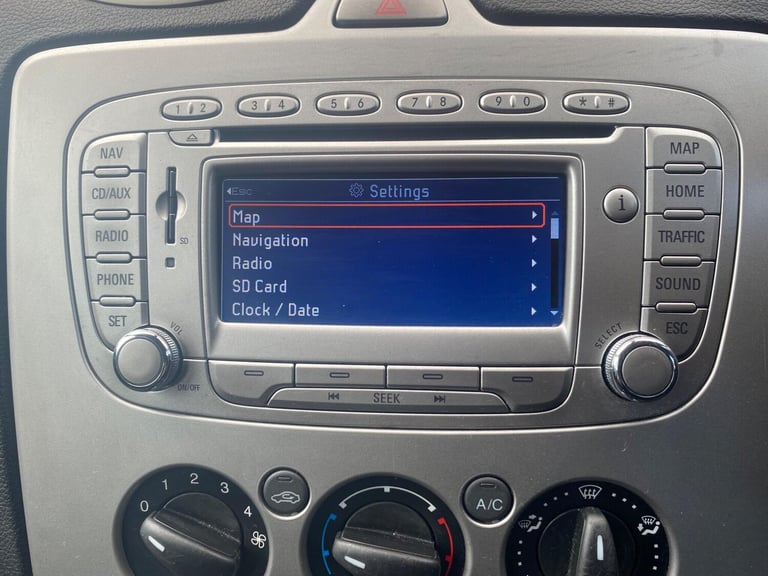 1 2 3 4 5 6 7 8 9 0 * #
NAV
CD/AUX
RADIO
PHONE
SET
SD
VOL
ON/OFF
◀Esc Settings
Map
Navigation
Radio
SD Card
Clock / Date
i
MAP
HOME
TRAFFIC
SOUND
ESC
SELECT
SEEK
0 1 2 3 4
A/C